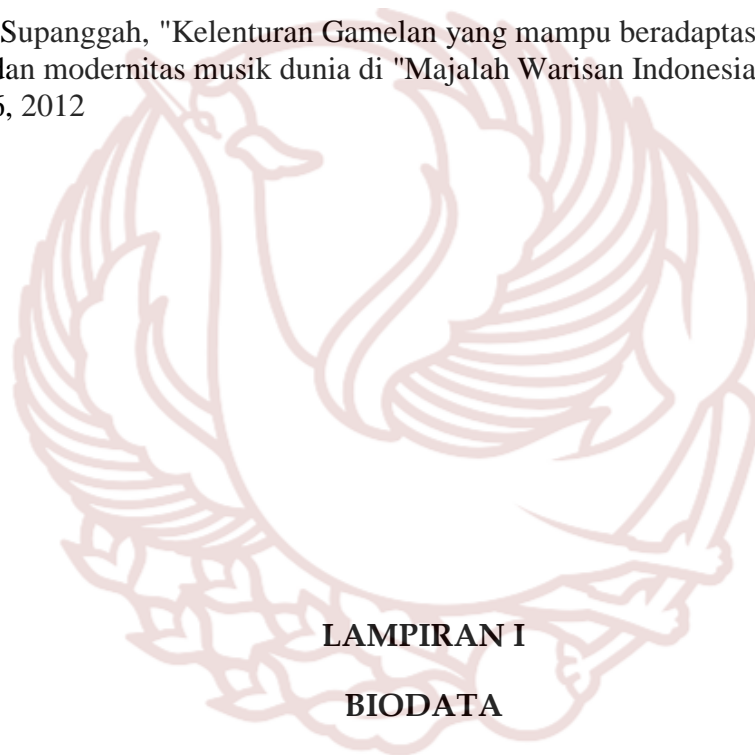 Supanggah, "Kelenturan Gamelan yang mampu beradaptas
dan modernitas musik dunia di "Majalah Warisan Indonesia
, 2012
LAMPIRAN I
BIODATA